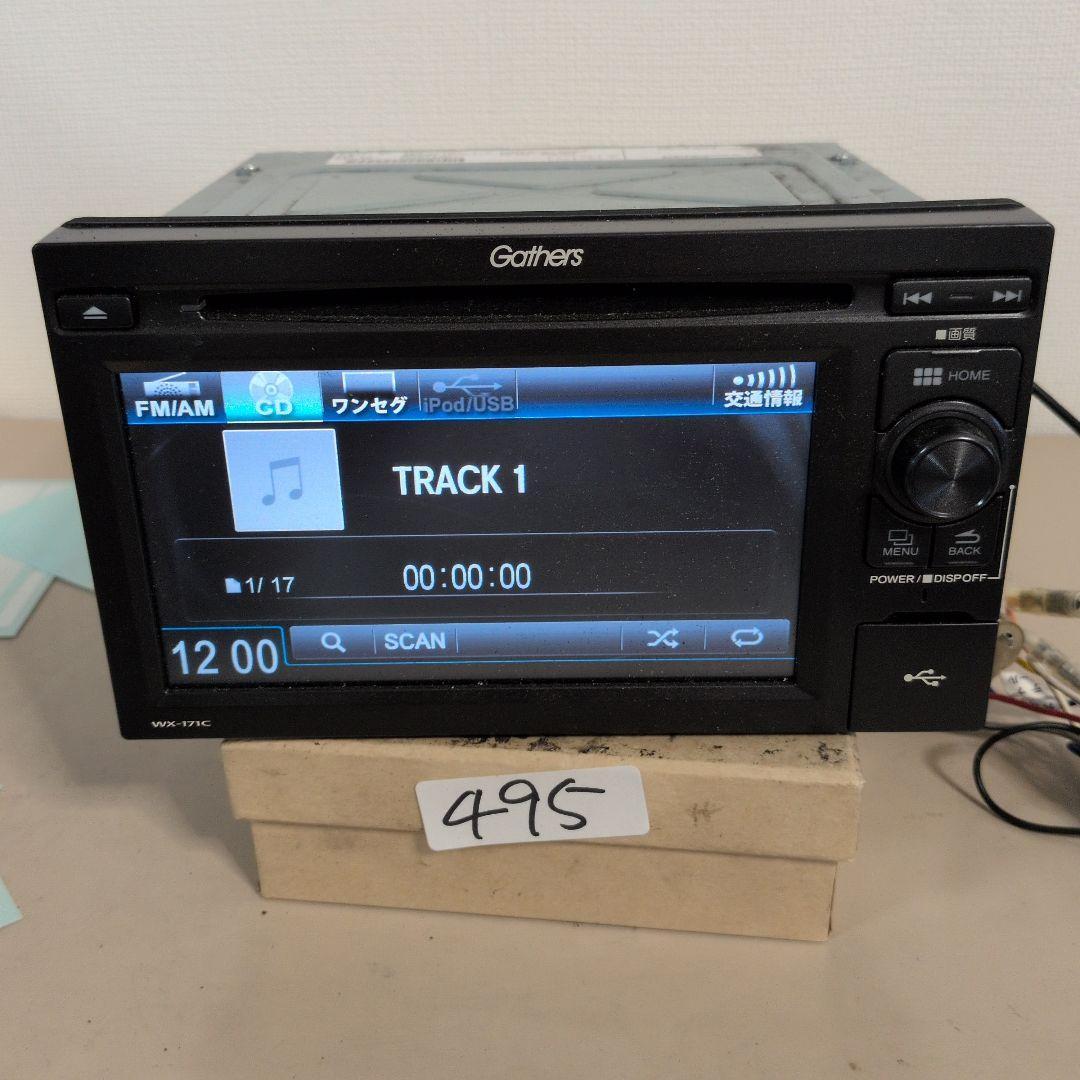 Gathers
■画質
HOME
FM/AM
CD
ワンセグ
iPod/USB
交通情報
TRACK 1
1/ 17
00:00:00
MENU
BACK
POWER/■DISPOFF
12 00
SCAN
WX-171C
495